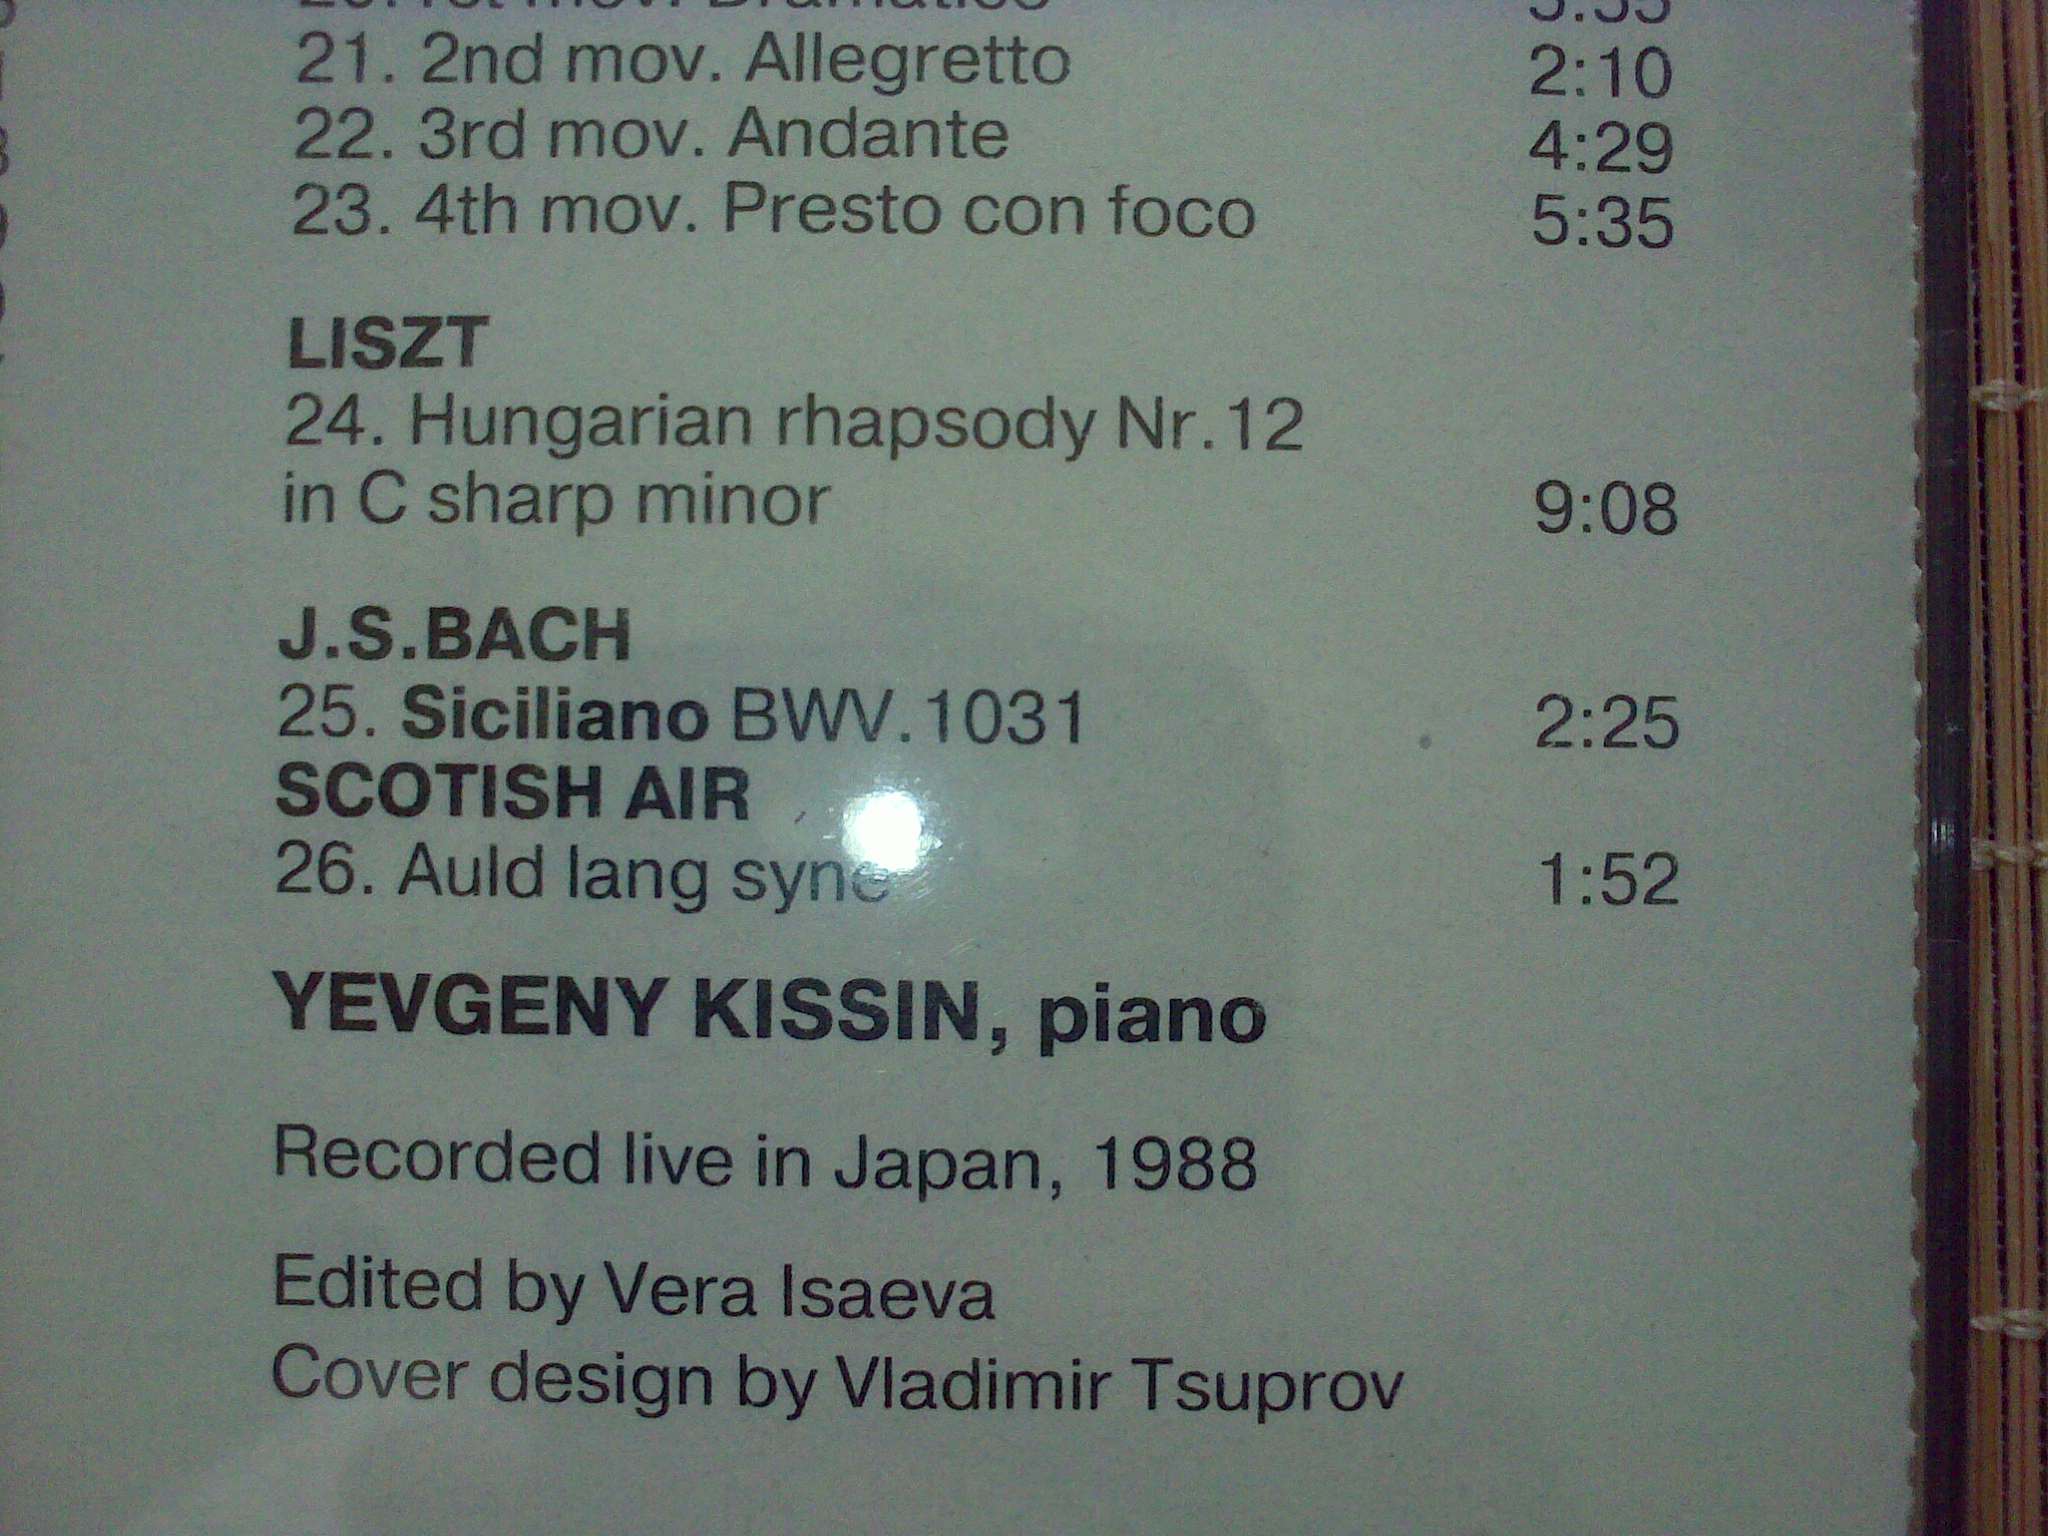 21. 2nd mov. Allegretto 2:10
22. 3rd mov. Andante 4:29
23. 4th mov. Presto con foco 5:35
LISZT
24. Hungarian rhapsody Nr.12
in C sharp minor 9:08
J.S.BACH
25. Siciliano BWV.1031 2:25
SCOTISH AIR
26. Auld lang syne 1:52
YEVGENY KISSIN, piano
Recorded live in Japan, 1988
Edited by Vera Isaeva
Cover design by Vladimir Tsuprov